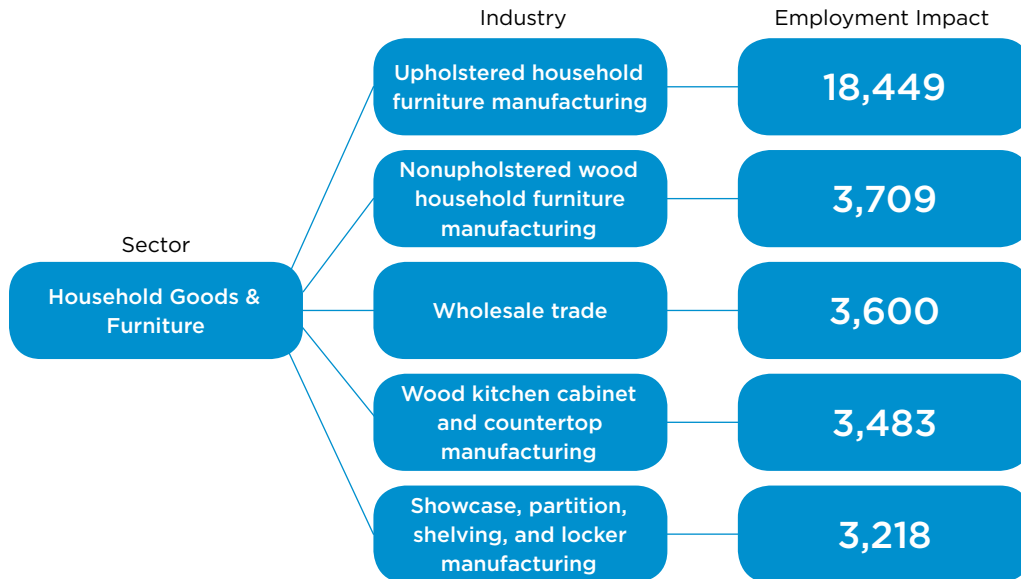 Industry
Employment Impact
Upholstered household
furniture manufacturing
18,449
Nonupholstered wood
household furniture
manufacturing
3,709
Sector
Household Goods &
Furniture
Wholesale trade
3,600
Wood kitchen cabinet
and countertop
manufacturing
3,483
Showcase, partition,
shelving, and locker
manufacturing
3,218